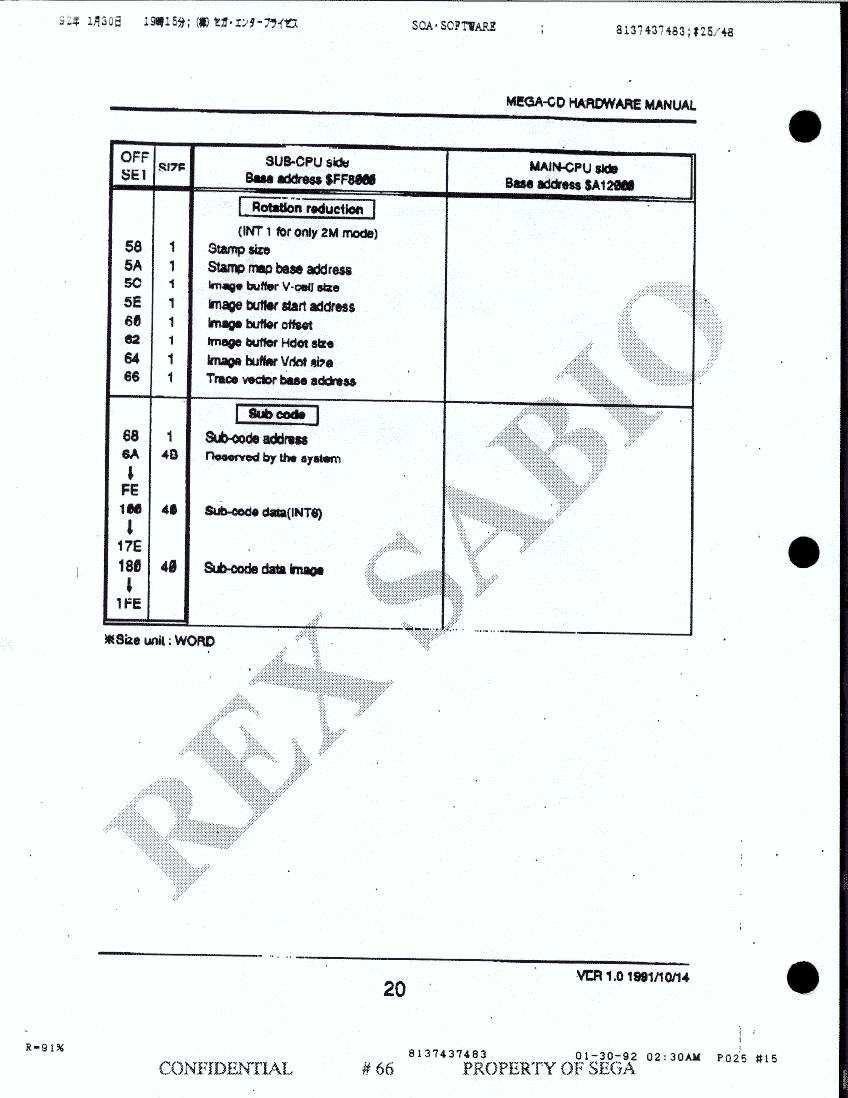 92年 1月30日 19時15分; (株) セガ・エンタープライゼス SOA・SOFTWARE ; 8137437483;#25/48
MEGA-CD HARDWARE MANUAL
OFF SET SIZE SUB-CPU side Base address $FF8000 MAIN-CPU side Base address $A12000
Rotation reduction
(INT 1 for only 2M mode)
58 1 Stamp size
5A 1 Stamp map base address
5C 1 Image buffer V-cell size
5E 1 Image buffer start address
60 1 Image buffer offset
62 1 Image buffer Hdot size
64 1 Image buffer Vdot size
66 1 Trace vector base address
Sub code
68 1 Sub-code address
6A Reserved by the system
↓
FE
100 40 Sub-code data(INT6)
↓
17E
180 40 Sub-code data image
↓
1FE
※Size unit : WORD
REX SABIO
VER 1.0 1991/10/14
20
R=91% 8137437483 01-30-92 02:30AM P025 #15
CONFIDENTIAL # 66 PROPERTY OF SEGA